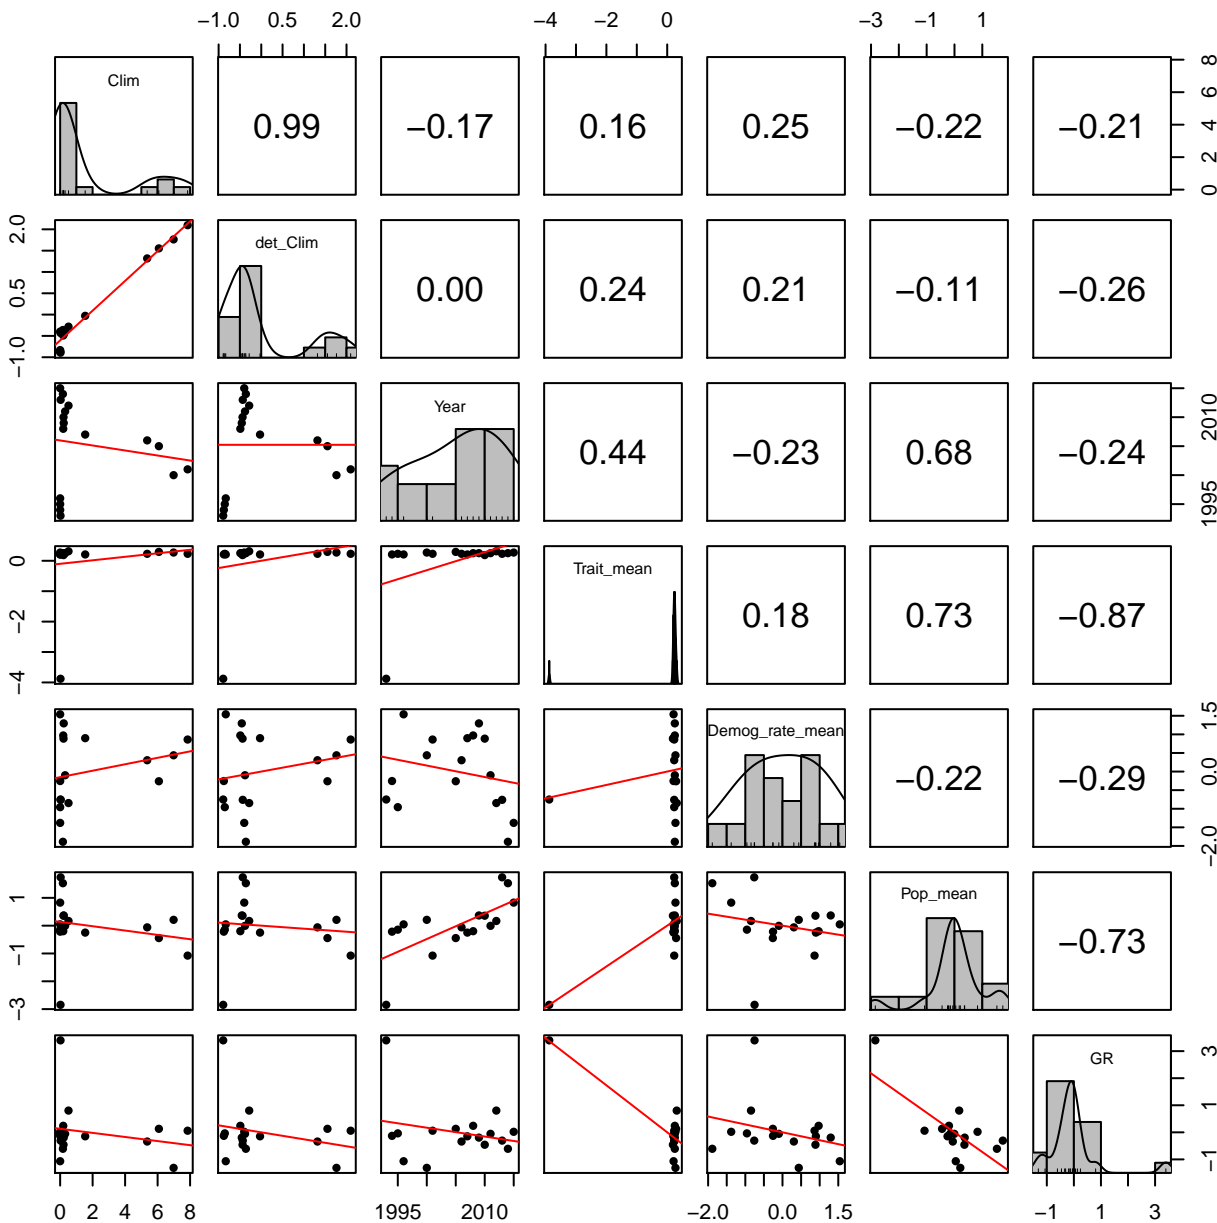 −1.0 0.5 2.0 −4 −2 0 −3 −1 1
Clim 0.99 −0.17 0.16 0.25 −0.22 −0.21 0 2 4 6 8
−1.0 0.5 2.0 det_Clim 0.00 0.24 0.21 −0.11 −0.26
Year 0.44 −0.23 0.68 −0.24 1995 2010
−4 −2 0 Trait_mean 0.18 0.73 −0.87
Demog_rate_mean −0.22 −0.29 −2.0 0.0 1.5
−3 −1 1 Pop_mean −0.73
GR −1 1 3
0 2 4 6 8 1995 2010 −2.0 0.0 1.5 −1 1 3